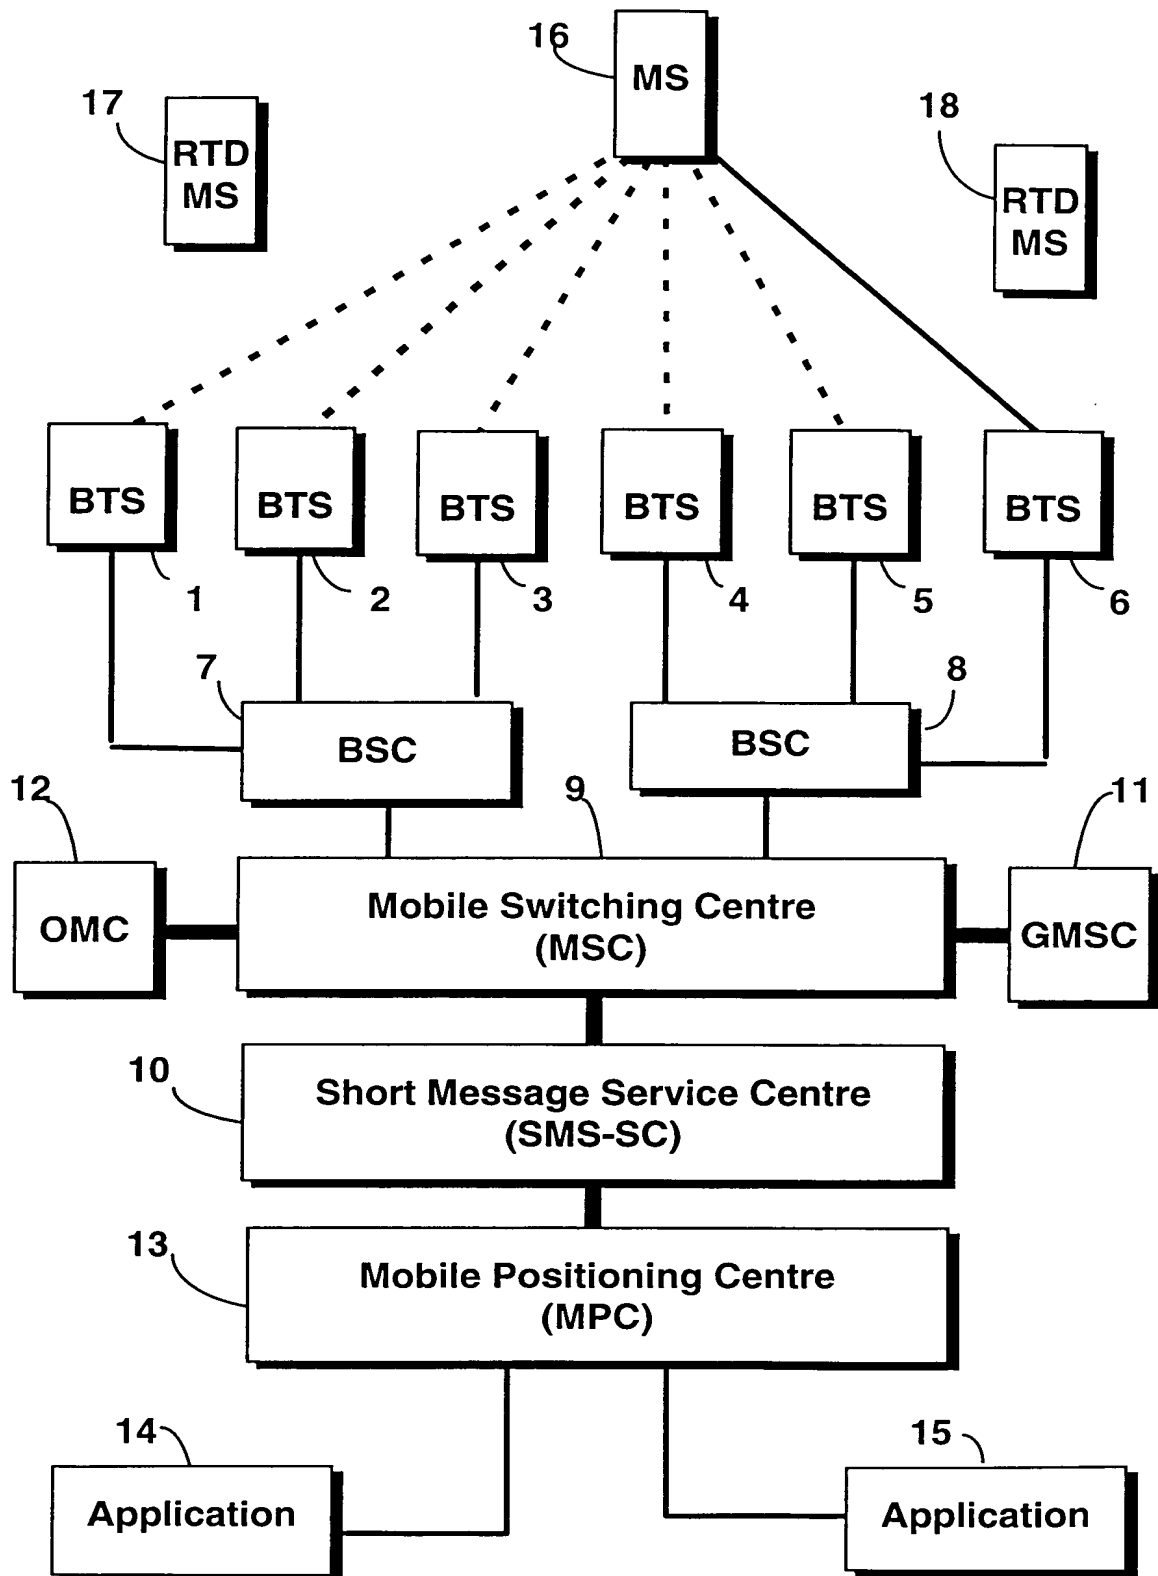 16
MS
17
RTD
MS
18
RTD
MS
BTS
BTS
BTS
BTS
BTS
BTS
1
2
3
4
5
6
7
8
BSC
BSC
12
9
11
OMC
Mobile Switching Centre
(MSC)
GMSC
10
Short Message Service Centre
(SMS-SC)
13
Mobile Positioning Centre
(MPC)
14
15
Application
Application